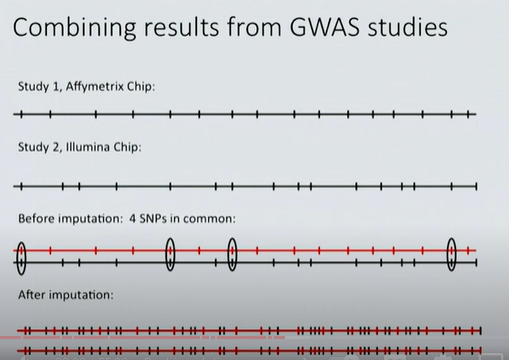 Combining results from GWAS studies
Study 1, Affymetrix Chip:
Study 2, Illumina Chip:
Before imputation: 4 SNPs in common:
After imputation: